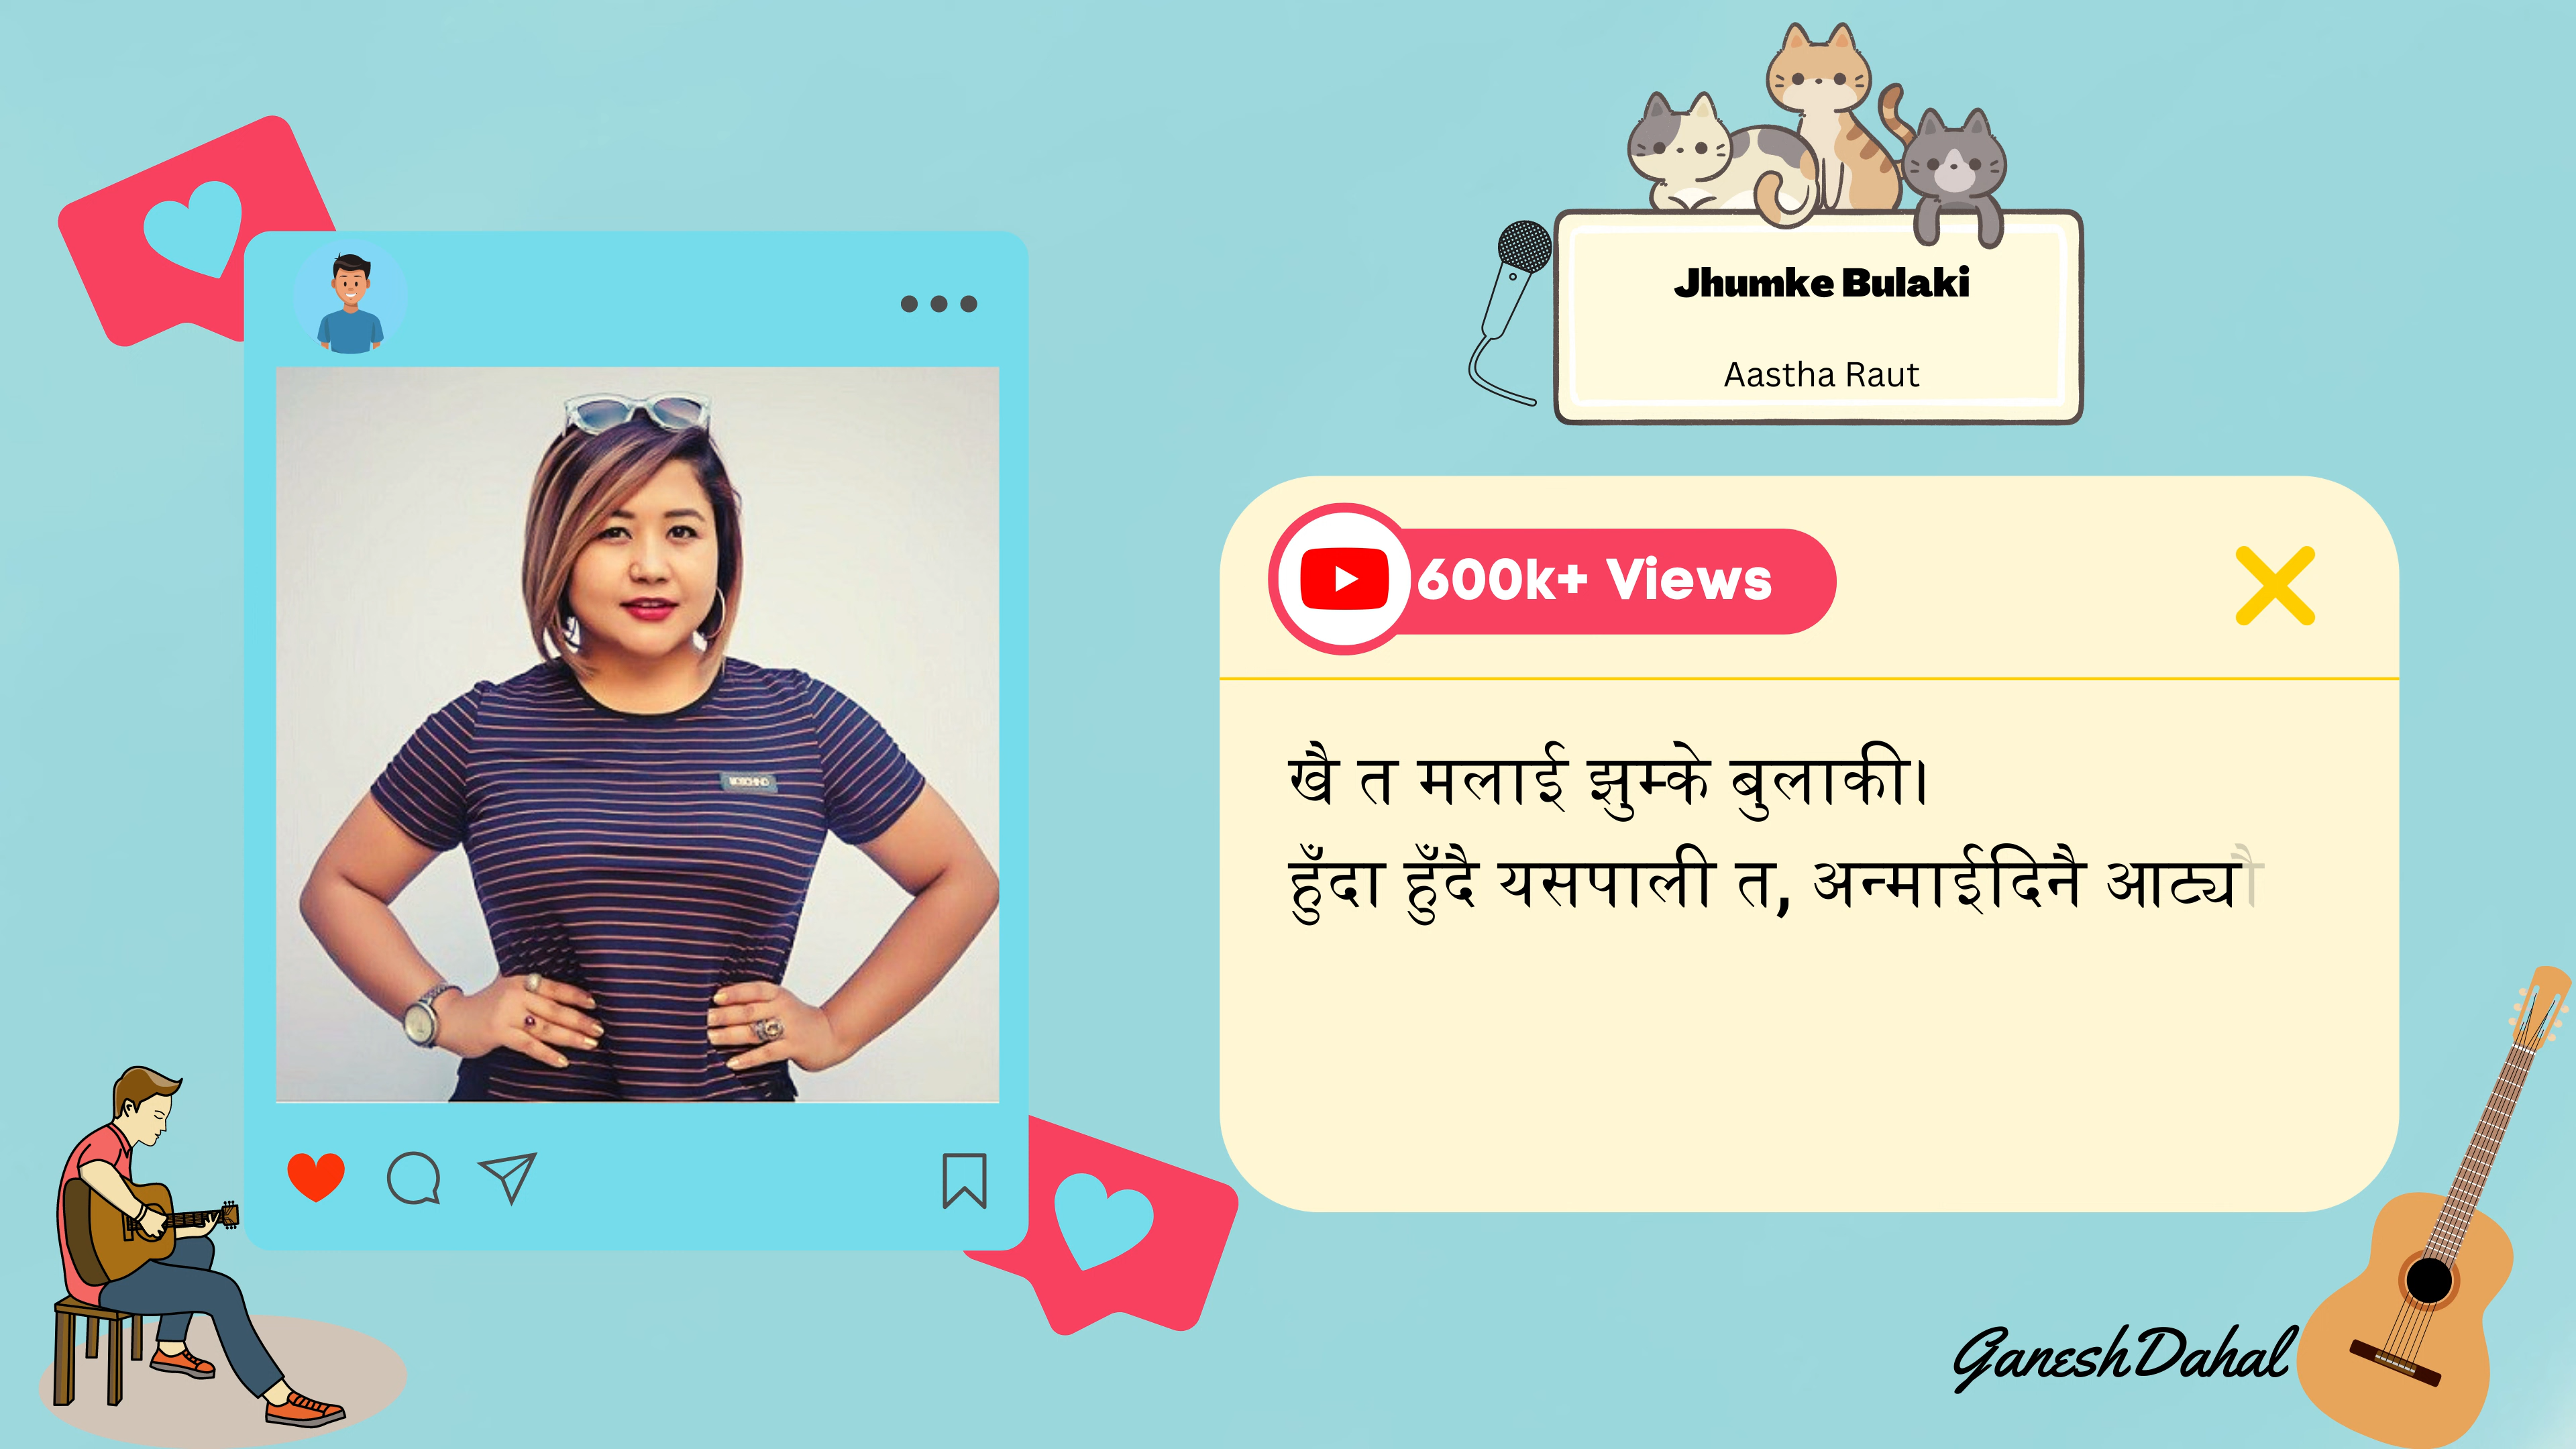 Jhumke Bulaki
Aastha Raut
600k+ Views
खै त मलाई झुम्के बुलाकी।
हुँदा हुँदै यसपाली त, अन्माईदिनै आट्यौ
GaneshDahal